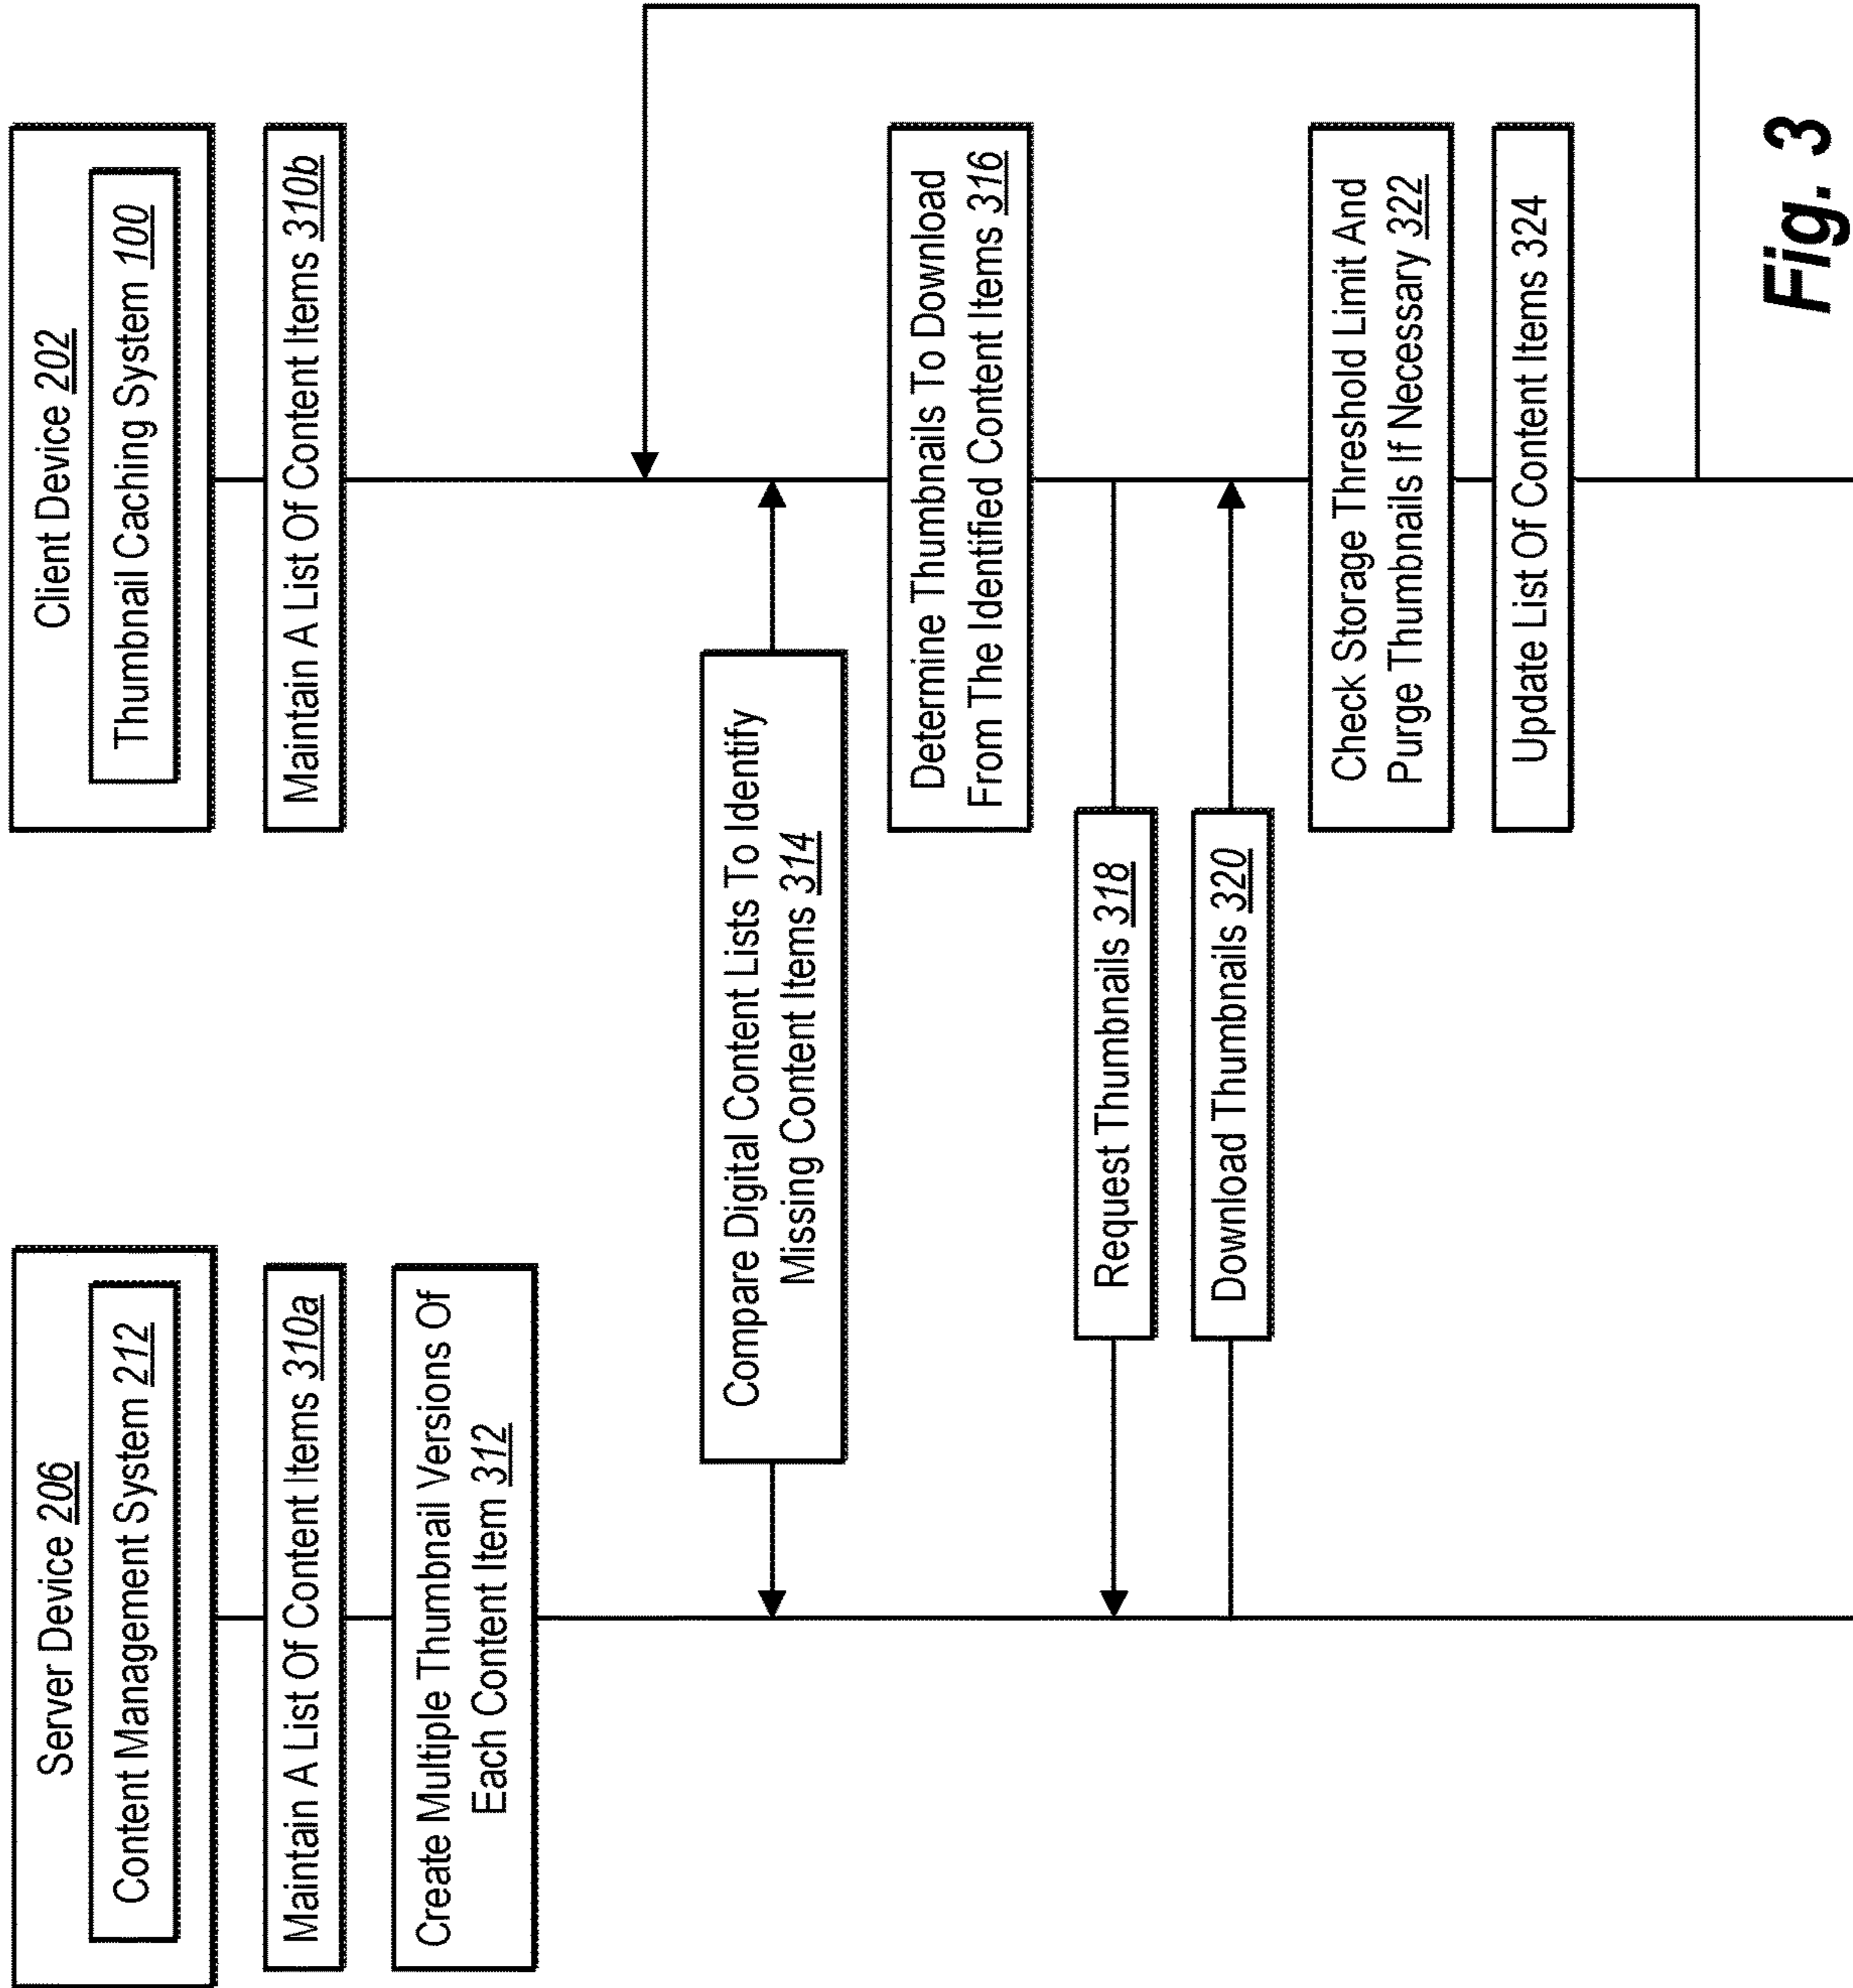 Server Device 206
Content Management System 212
Client Device 202
Thumbnail Caching System 100
Maintain A List Of Content Items 310a
Maintain A List Of Content Items 310b
Create Multiple Thumbnail Versions Of
Each Content Item 312
Compare Digital Content Lists To Identify
Missing Content Items 314
Determine Thumbnails To Download
From The Identified Content Items 316
Request Thumbnails 318
Download Thumbnails 320
Check Storage Threshold Limit And
Purge Thumbnails If Necessary 322
Update List Of Content Items 324
Fig. 3